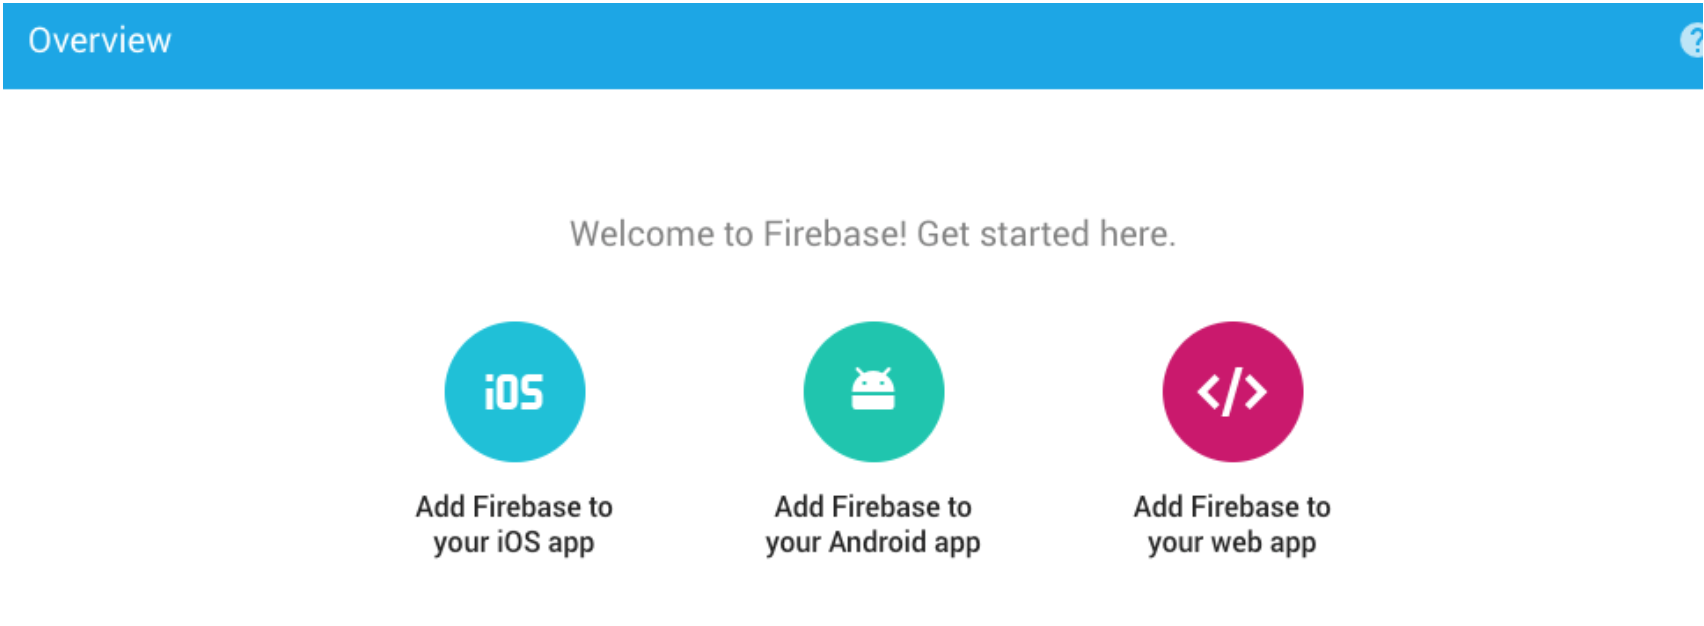 Overview
?
Welcome to Firebase! Get started here.
iOS
</>
Add Firebase to
your iOS app
Add Firebase to
your Android app
Add Firebase to
your web app